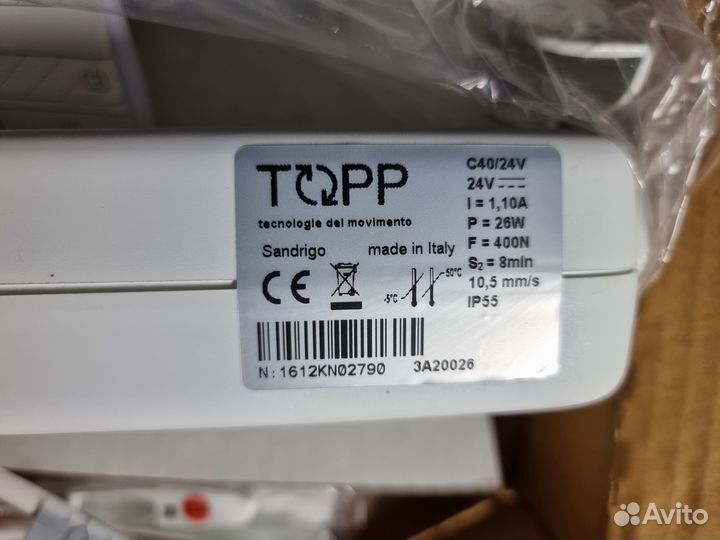 TOPP
tecnologie del movimento
Sandrigo made in Italy
CE
-5°C
50°C
C40/24V
24V
I = 1,10A
P = 26W
F = 400N
S₂ = 8min
10,5 mm/s
IP55
N: 1612KN02790 3A20026
Avito